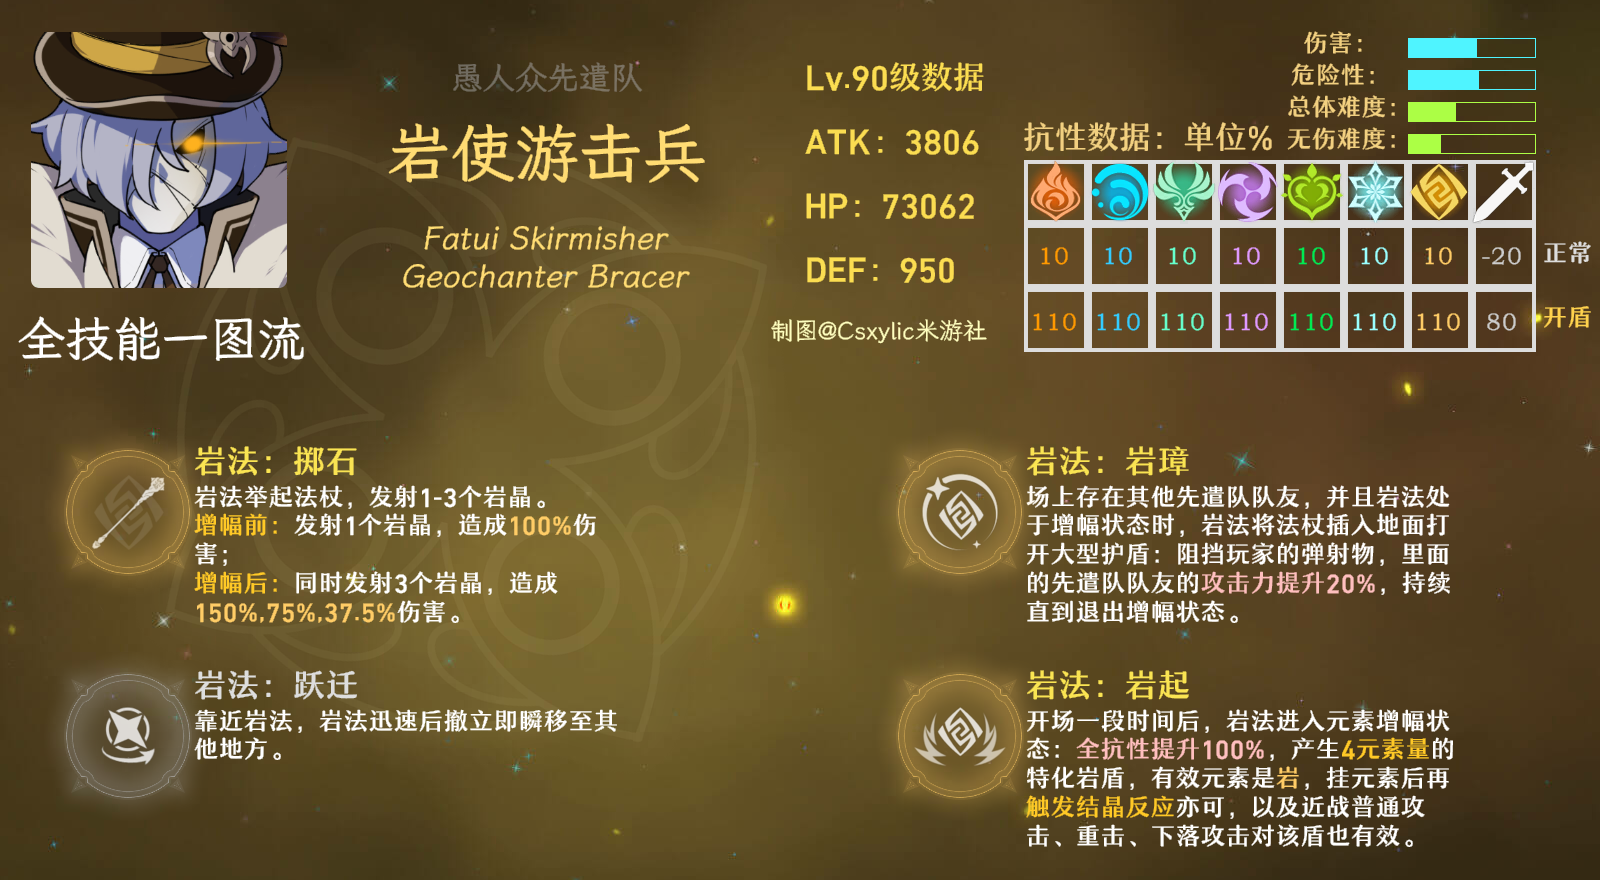 愚人众先遣队
岩使游击兵
Fatui Skirmisher
Geochanter Bracer
全技能一图流
Lv.90级数据
ATK：3806
HP：73062
DEF：950
制图@Csxylic米游社
伤害：
危险性：
总体难度：
无伤难度：
抗性数据：单位%
10 10 10 10 10 10 10 -20 正常
110 110 110 110 110 110 110 80 开盾
岩法：掷石
岩法举起法杖，发射1-3个岩晶。
增幅前：发射1个岩晶，造成100%伤
害；
增幅后：同时发射3个岩晶，造成
150%,75%,37.5%伤害。
岩法：跃迁
靠近岩法，岩法迅速后撤立即瞬移至其
他地方。
岩法：岩璋
场上存在其他先遣队队友，并且岩法处
于增幅状态时，岩法将法杖插入地面打
开大型护盾：阻挡玩家的弹射物，里面
的先遣队队友的攻击力提升20%，持续
直到退出增幅状态。
岩法：岩起
开场一段时间后，岩法进入元素增幅状
态：全抗性提升100%，产生4元素量的
特化岩盾，有效元素是岩，挂元素后再
触发结晶反应亦可，以及近战普通攻
击、重击、下落攻击对该盾也有效。